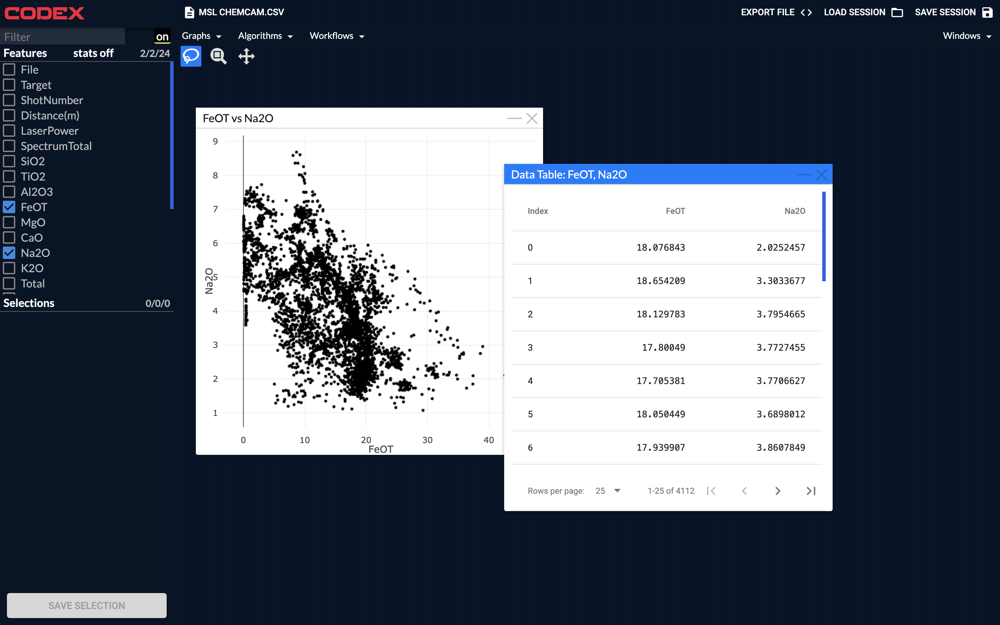 CODEX
MSL CHEMCAM.CSV
EXPORT FILE
LOAD SESSION
SAVE SESSION
Filter
on
Graphs
Algorithms
Workflows
Windows
Features
stats off
2/2/24
File
Target
ShotNumber
Distance(m)
LaserPower
SpectrumTotal
SiO2
TiO2
Al2O3
FeOT
MgO
CaO
Na2O
K2O
Total
Selections 0/0/0
SAVE SELECTION
FeOT vs Na2O
9
8
7
6
5
4
3
2
1
Na2O
0 10 20 30 40
FeOT
Data Table: FeOT, Na2O
Index FeOT Na2O
0 18.076843 2.0252457
1 18.654209 3.3033677
2 18.129783 3.7954665
3 17.80049 3.7727455
4 17.705381 3.7706627
5 18.050449 3.6898012
6 17.939907 3.8607849
Rows per page: 25 1-25 of 4112